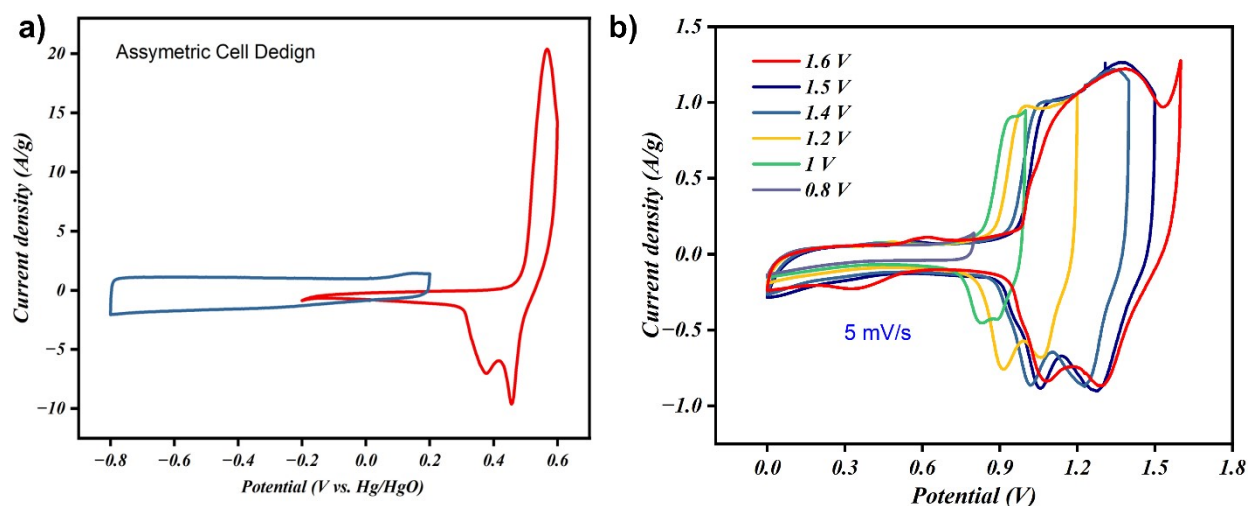 a)
Assymetric Cell Dedign
Current density (A/g)
20
15
10
5
0
−5
−10
−0.8 −0.6 −0.4 −0.2 0.0 0.2 0.4 0.6
Potential (V vs. Hg/HgO)
b)
1.6 V
1.5 V
1.4 V
1.2 V
1 V
0.8 V
5 mV/s
Current density (A/g)
1.5
1.0
0.5
0.0
−0.5
−1.0
0.0 0.3 0.6 0.9 1.2 1.5 1.8
Potential (V)